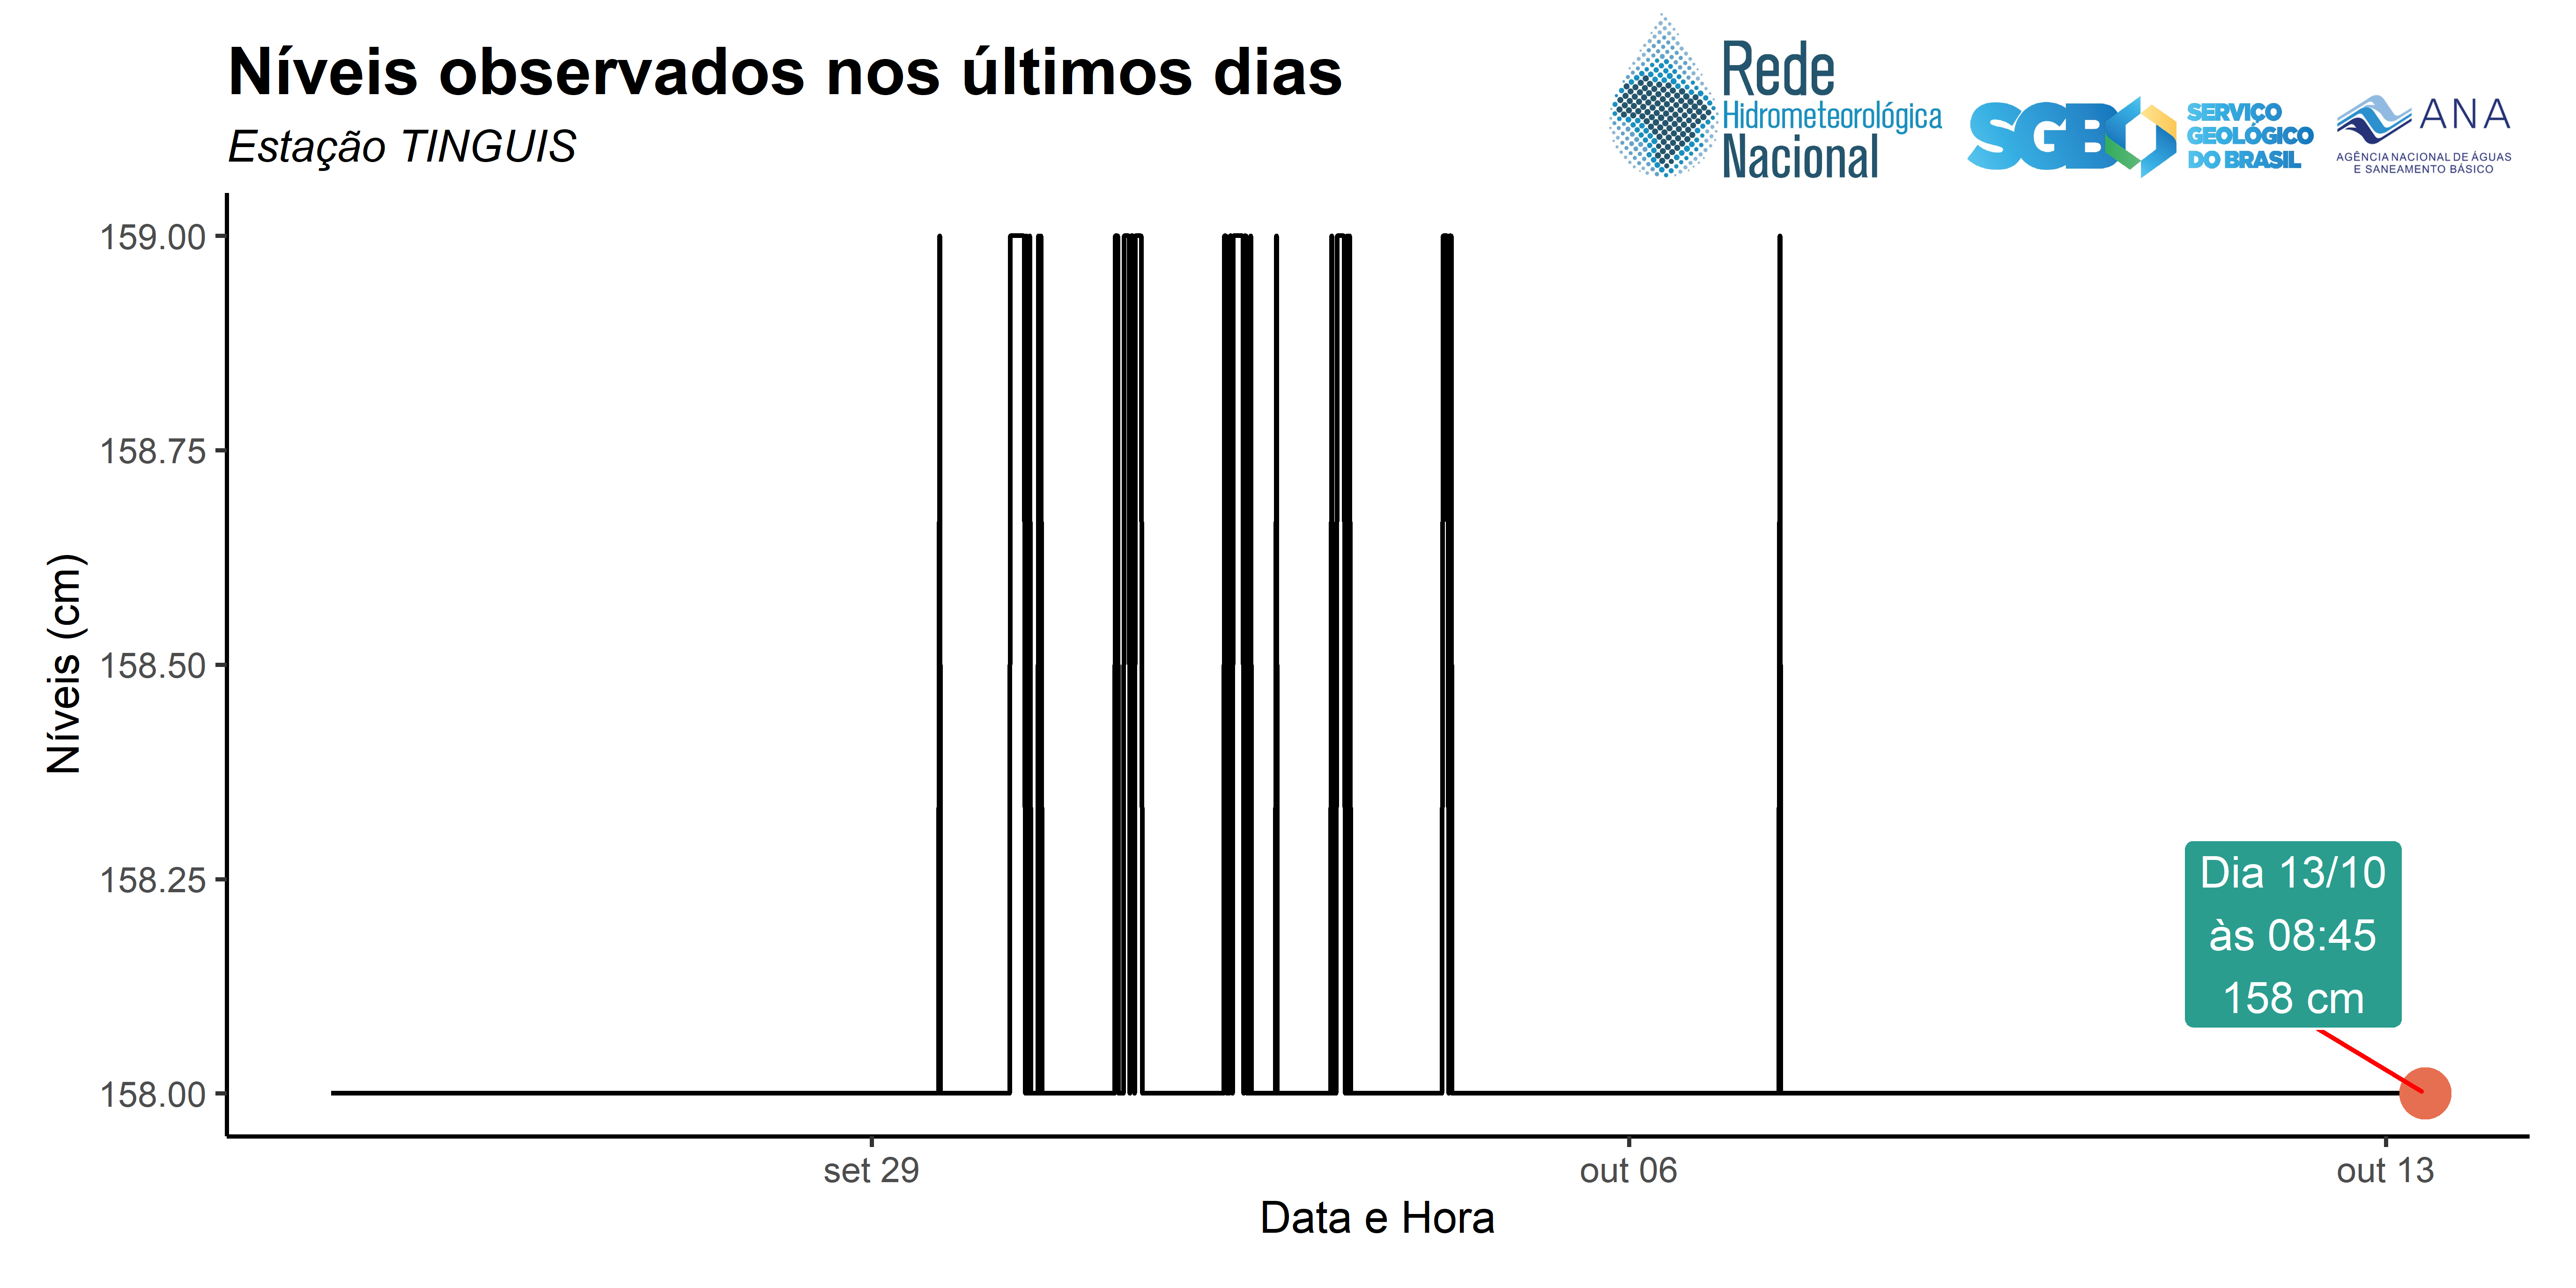 Níveis observados nos últimos dias
Estação TINGUIS
Rede
Hidrometeorológica
Nacional
SGB
SERVIÇO
GEOLÓGICO
DO BRASIL
ANA
AGÊNCIA NACIONAL DE ÁGUAS
E SANEAMENTO BÁSICO
159.00
158.75
158.50
158.25
158.00
Níveis (cm)
Dia 13/10
às 08:45
158 cm
set 29
out 06
out 13
Data e Hora